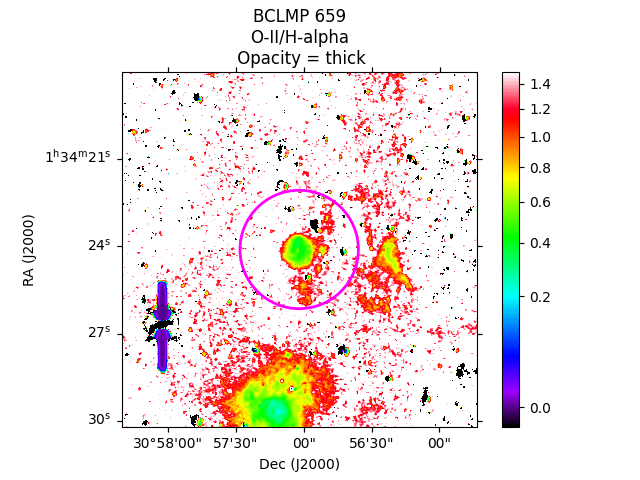 BCLMP 659
O-II/H-alpha
Opacity = thick
RA (J2000)
1ʰ34ᵐ21ˢ
24ˢ
27ˢ
30ˢ
30°58'00" 57'30" 00" 56'30" 00"
Dec (J2000)
1.4
1.2
1.0
0.8
0.6
0.4
0.2
0.0